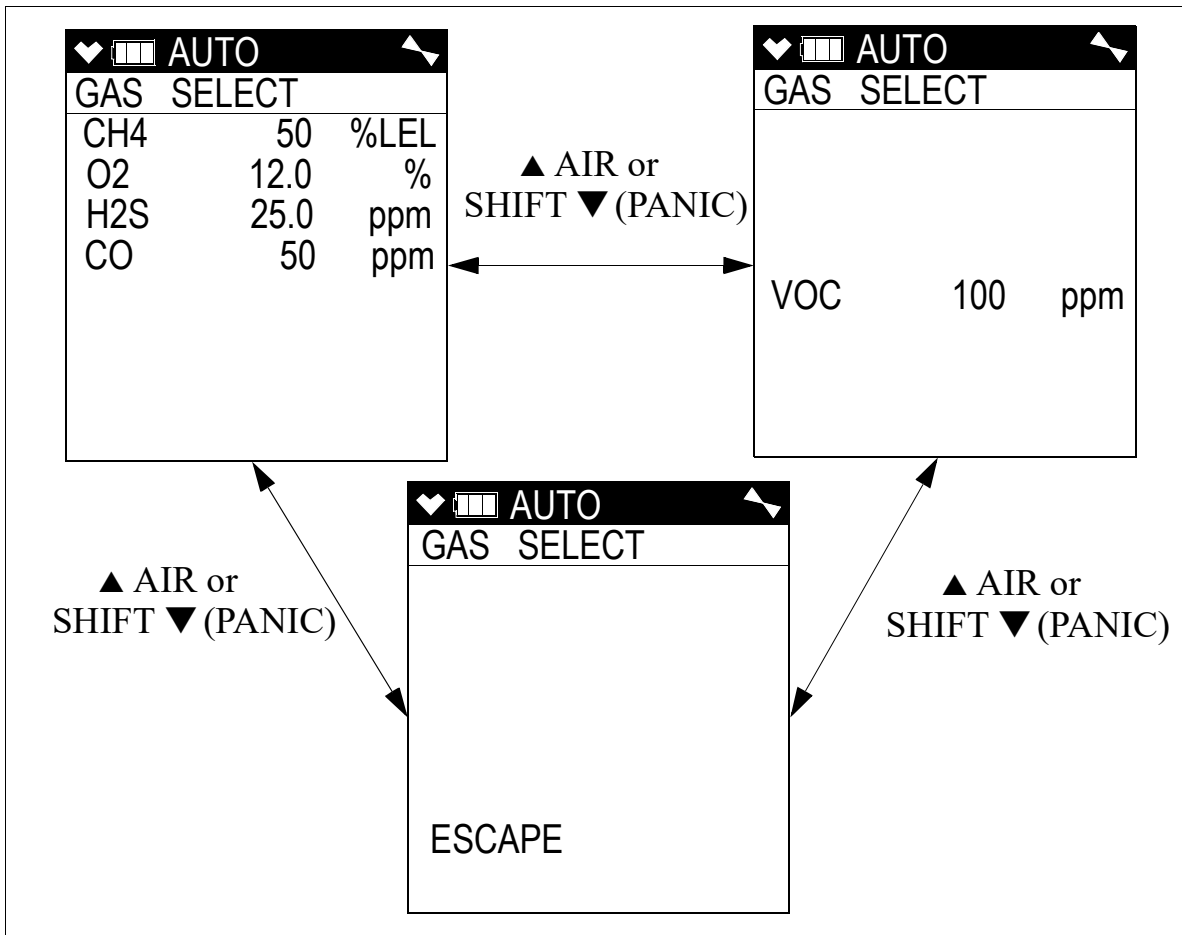 AUTO
GAS SELECT
CH4 50 %LEL
O2 12.0 %
H2S 25.0 ppm
CO 50 ppm
▲ AIR or
SHIFT ▼ (PANIC)
AUTO
GAS SELECT
VOC 100 ppm
▲ AIR or
SHIFT ▼ (PANIC)
AUTO
GAS SELECT
ESCAPE
▲ AIR or
SHIFT ▼ (PANIC)